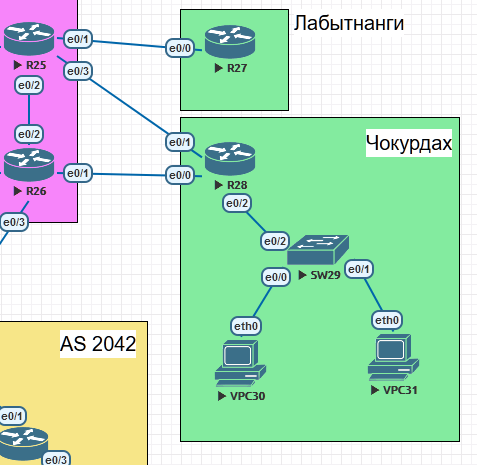 Лабытнанги
e0/1
e0/0
R25
R27
e0/3
e0/2
Чокурдах
e0/2
e0/1
R26
e0/1
e0/0
R28
e0/3
e0/2
e0/2
SW29
e0/0
e0/1
eth0
eth0
AS 2042
VPC30
VPC31
e0/1
e0/3